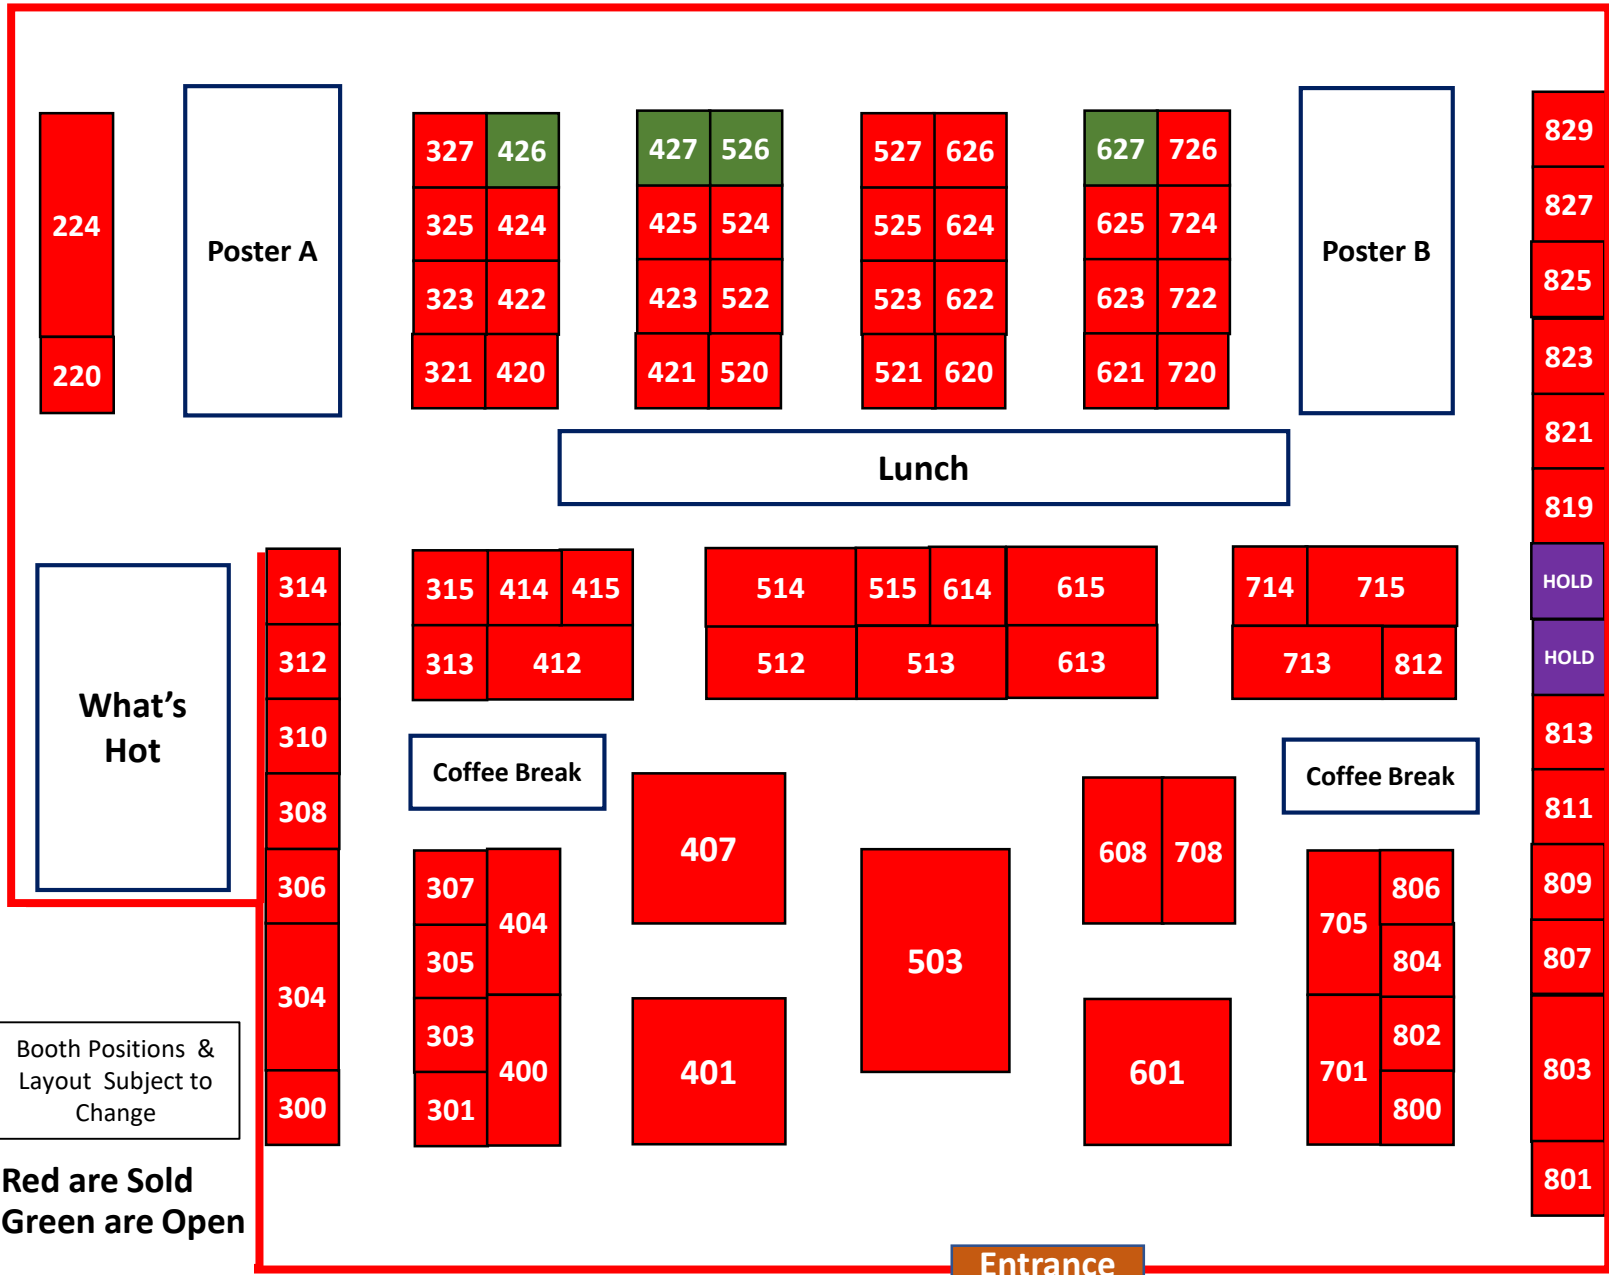 829
327 426 427 526 527 626 627 726
827
224
325 424 425 524 525 624 625 724
Poster A
Poster B
825
323 422 423 522 523 622 623 722
823
220
321 420 421 520 521 620 621 720
821
Lunch
819
HOLD
314 315 414 415 514 515 614 615 714 715
HOLD
312 313 412 512 513 613 713 812
What’s
Hot
310
813
Coffee Break
Coffee Break
308
811
407
608 708
306
307
806
809
404
705
305
503
804
807
304
303
802
Booth Positions &
Layout Subject to
Change
400
401
601
701
803
300
301
800
Red are Sold
801
Green are Open
Entrance